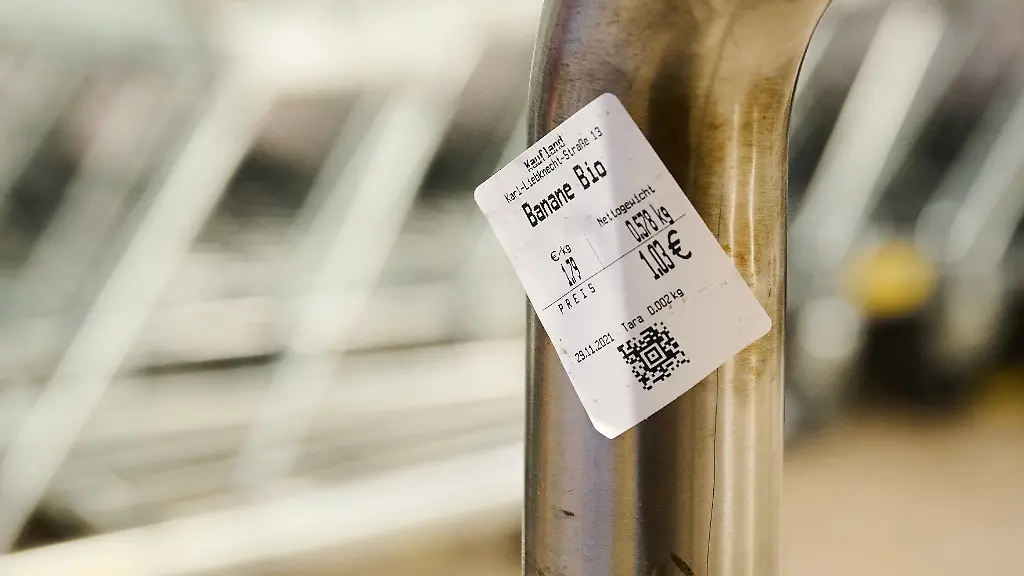 Kaufland
Karl-Liebknecht-Straße 13
Banane Bio
Nettogewicht
€/kg
0.578 kg
1,79
1,03 €
PREIS
29.11.2021 Tara 0.002 kg